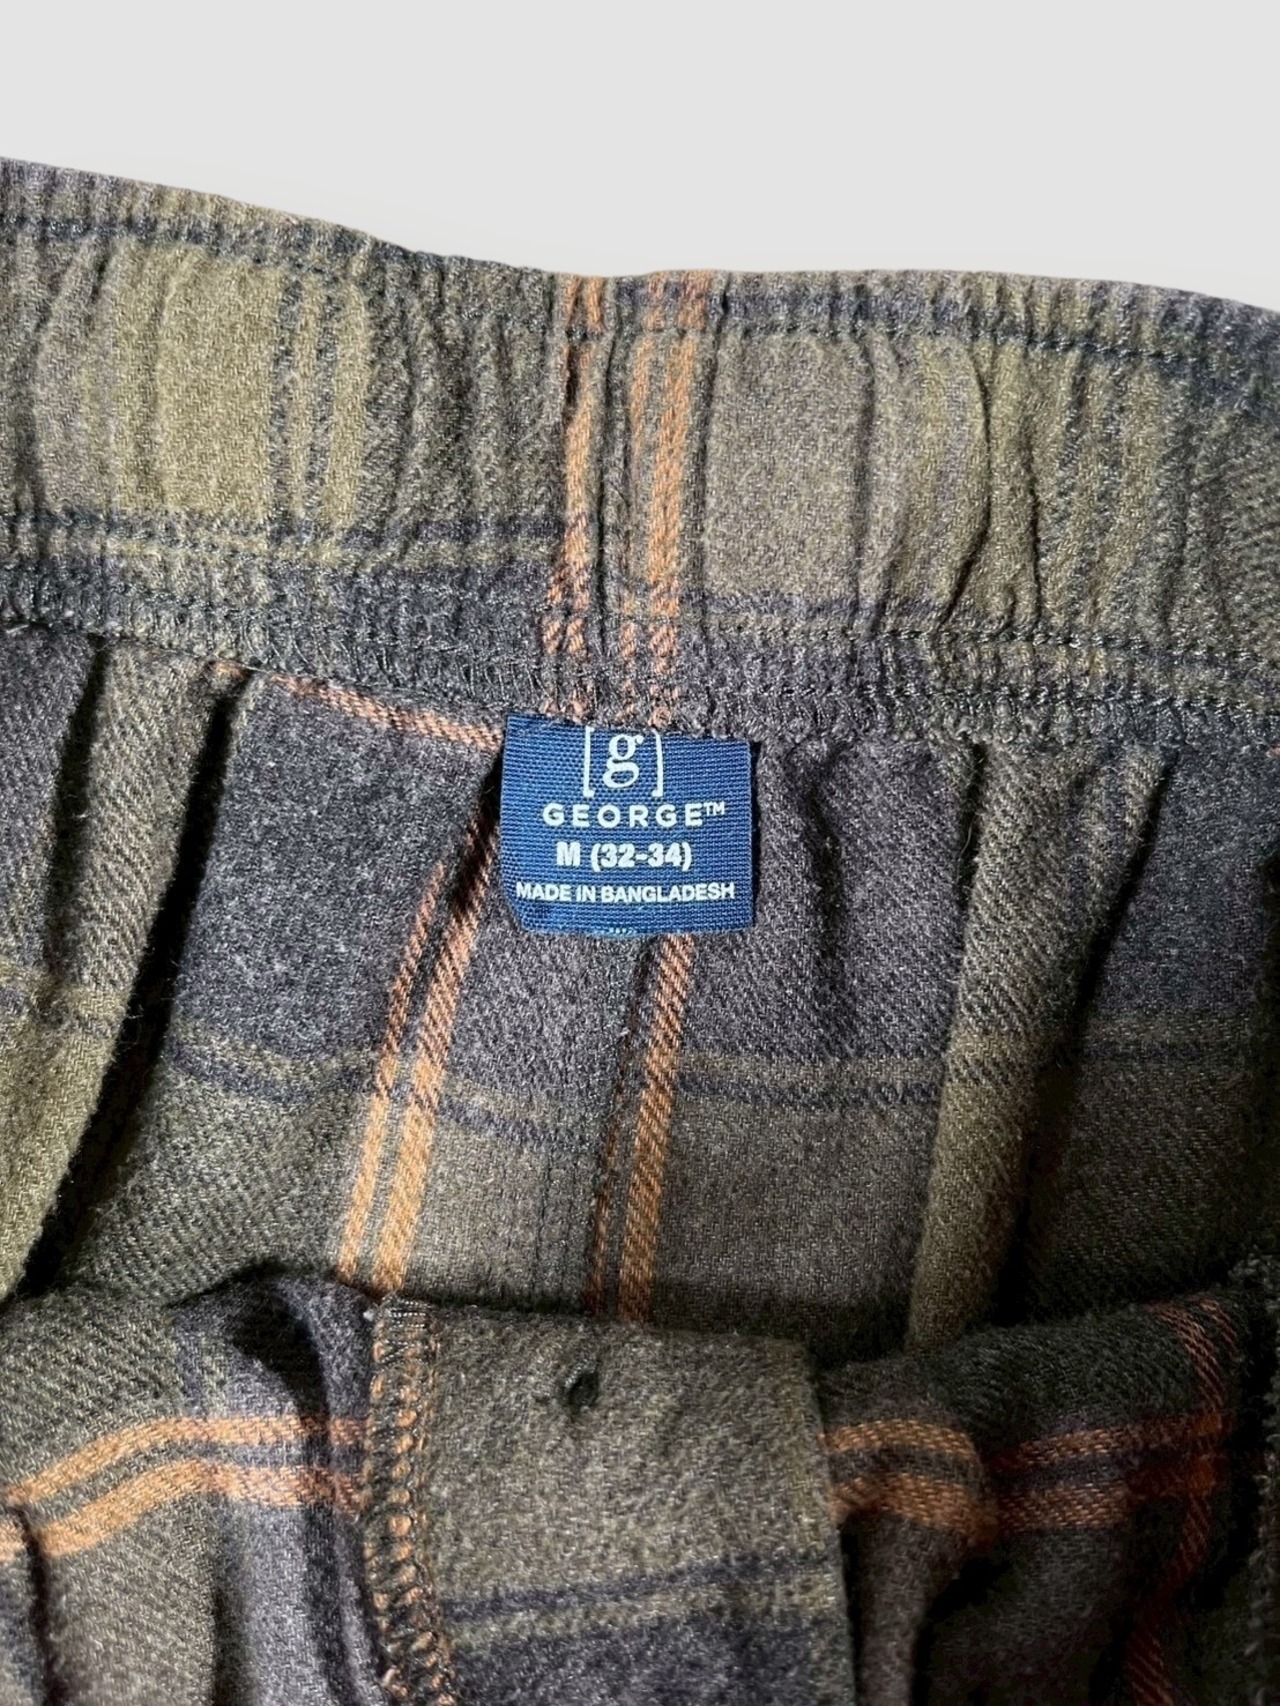 [g]
GEORGE™
M (32-34)
MADE IN BANGLADESH